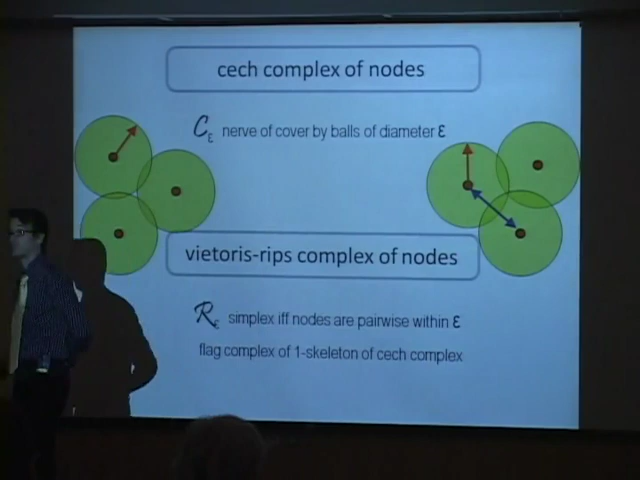 cech complex of nodes
Cε nerve of cover by balls of diameter ε
vietoris-rips complex of nodes
Rε simplex iff nodes are pairwise within ε
flag complex of 1-skeleton of cech complex